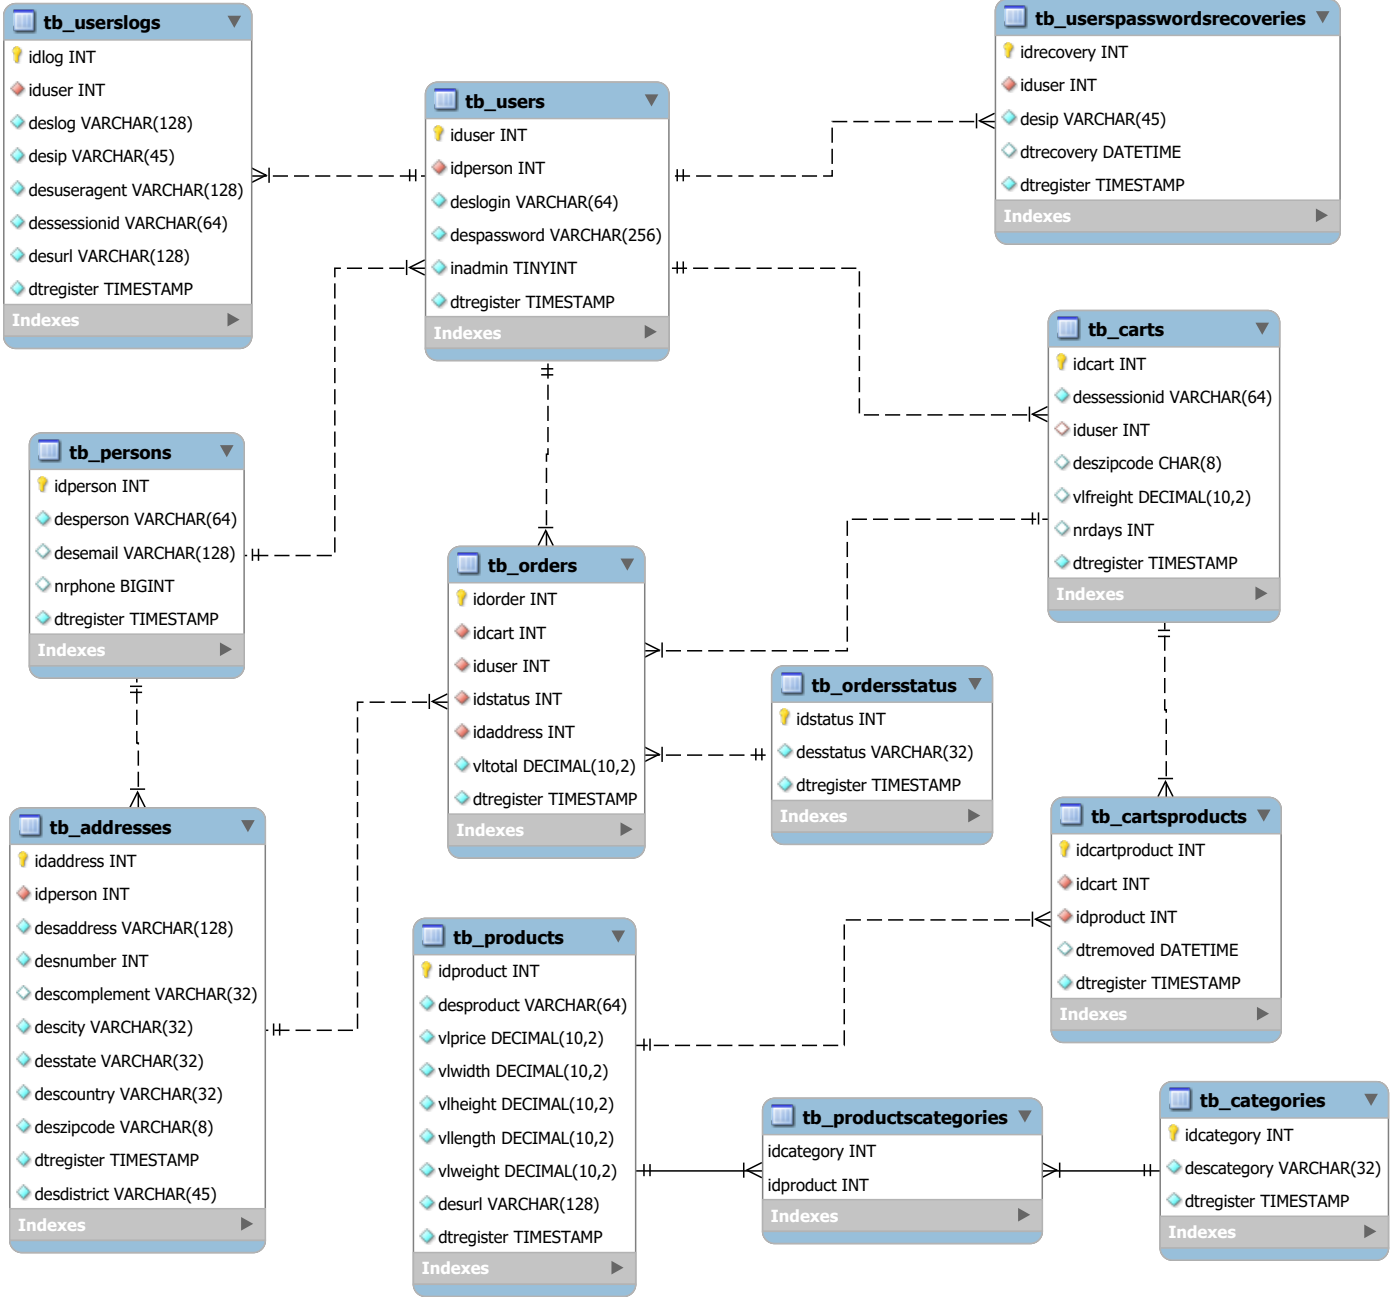 tb_userslogs
idlog INT
iduser INT
deslog VARCHAR(128)
desip VARCHAR(45)
desuseragent VARCHAR(128)
dessessionid VARCHAR(64)
desurl VARCHAR(128)
dtregister TIMESTAMP
Indexes
tb_users
iduser INT
idperson INT
deslogin VARCHAR(64)
despassword VARCHAR(256)
inadmin TINYINT
dtregister TIMESTAMP
Indexes
tb_userspasswordsrecoveries
idrecovery INT
iduser INT
desip VARCHAR(45)
dtrecovery DATETIME
dtregister TIMESTAMP
Indexes
tb_carts
idcart INT
dessessionid VARCHAR(64)
iduser INT
deszipcode CHAR(8)
vlfreight DECIMAL(10,2)
nrdays INT
dtregister TIMESTAMP
Indexes
tb_persons
idperson INT
desperson VARCHAR(64)
desemail VARCHAR(128)
nrphone BIGINT
dtregister TIMESTAMP
Indexes
tb_orders
idorder INT
idcart INT
iduser INT
idstatus INT
idaddress INT
vltotal DECIMAL(10,2)
dtregister TIMESTAMP
Indexes
tb_ordersstatus
idstatus INT
desstatus VARCHAR(32)
dtregister TIMESTAMP
Indexes
tb_addresses
idaddress INT
idperson INT
desaddress VARCHAR(128)
desnumber INT
descomplement VARCHAR(32)
descity VARCHAR(32)
desstate VARCHAR(32)
descountry VARCHAR(32)
deszipcode VARCHAR(8)
dtregister TIMESTAMP
desdistrict VARCHAR(45)
Indexes
tb_cartsproducts
idcartproduct INT
idcart INT
idproduct INT
dtremoved DATETIME
dtregister TIMESTAMP
Indexes
tb_products
idproduct INT
desproduct VARCHAR(64)
vlprice DECIMAL(10,2)
vlwidth DECIMAL(10,2)
vlheight DECIMAL(10,2)
vllength DECIMAL(10,2)
vlweight DECIMAL(10,2)
desurl VARCHAR(128)
dtregister TIMESTAMP
Indexes
tb_productscategories
idcategory INT
idproduct INT
Indexes
tb_categories
idcategory INT
descategory VARCHAR(32)
dtregister TIMESTAMP
Indexes